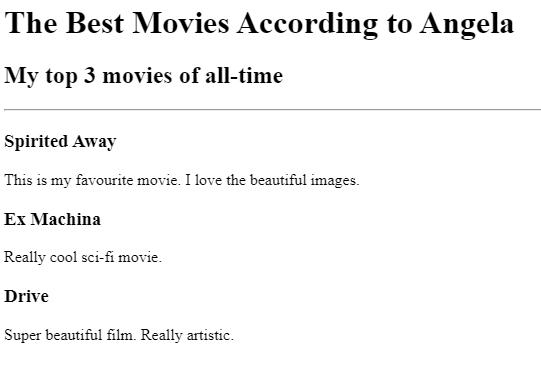 The Best Movies According to Angela
My top 3 movies of all-time
Spirited Away
This is my favourite movie. I love the beautiful images.
Ex Machina
Really cool sci-fi movie.
Drive
Super beautiful film. Really artistic.